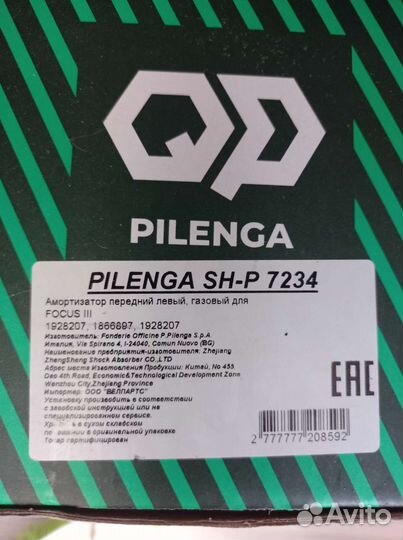 QP
PILENGA
PILENGA SH-P 7234
Амортизатор передний левый, газовый для
FOCUS III
1928207, 1866897, 1928207
Изготовитель: Fonderie Officine P.Pilenga S.p.A
Италия, Via Spirano 4, I-24040, Comun Nuovo (BG)
Наименование предприятия-изготовителя: Zhejiang
ZhengSheng Shock Absorber CO.,LTD
Адрес места Изготовления Продукции: Китай, No 455
Dao 4th Road, Economic&Technological Development Zone
Wenzhou City,Zhejiang Province
Импортер: ООО "ВЕЛПАРТС"
Установку производить в соответствии
с заводской инструкцией или на
специализированном сервисе.
в сухом складском
в оригинальной упаковке
Товар сертифицирован
EAC
2 777777 208592
Avito